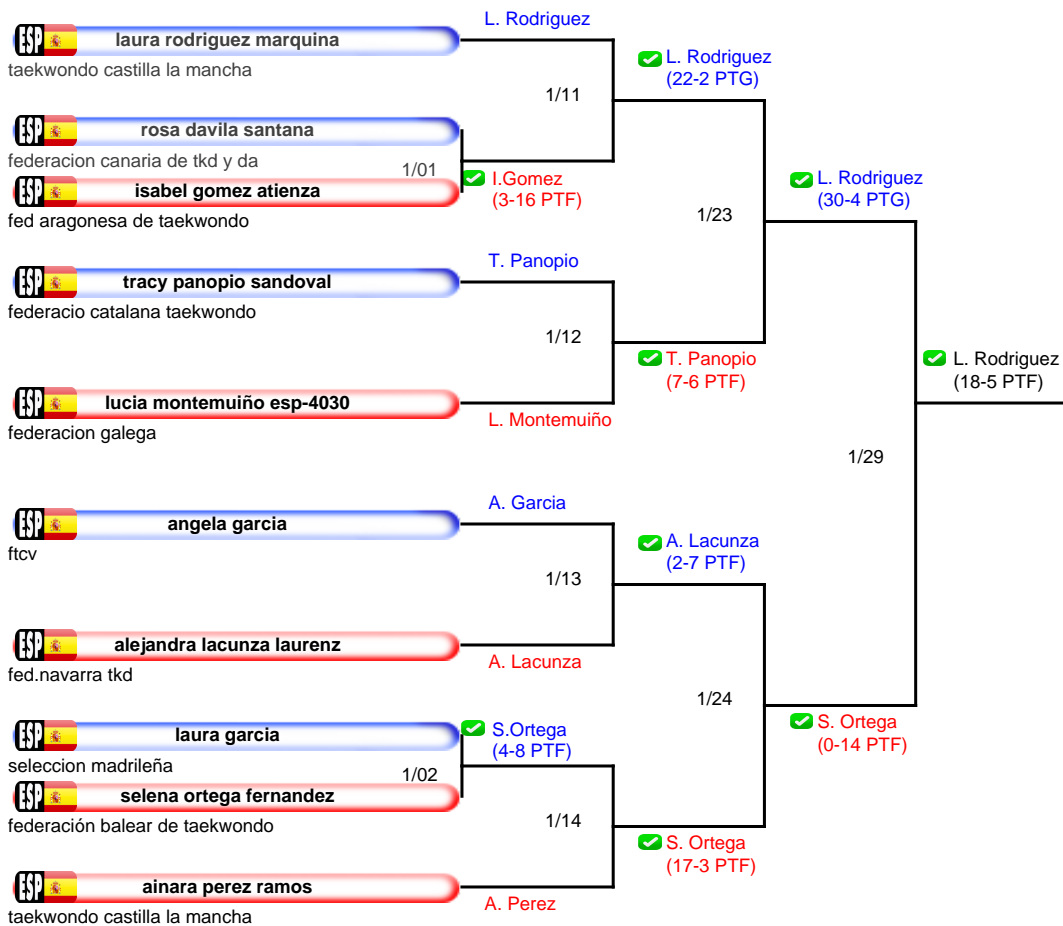 L. Rodriguez
ESP laura rodriguez marquina
taekwondo castilla la mancha
L. Rodriguez
(22-2 PTG)
1/11
ESP rosa davila santana
federacion canaria de tkd y da
1/01
ESP isabel gomez atienza
fed aragonesa de taekwondo
I.Gomez
(3-16 PTF)
L. Rodriguez
(30-4 PTG)
1/23
T. Panopio
ESP tracy panopio sandoval
federacio catalana taekwondo
1/12
T. Panopio
(7-6 PTF)
L. Rodriguez
(18-5 PTF)
ESP lucia montemuiño esp-4030
federacion galega
L. Montemuiño
1/29
A. Garcia
ESP angela garcia
ftcv
A. Lacunza
(2-7 PTF)
1/13
ESP alejandra lacunza laurenz
fed.navarra tkd
A. Lacunza
1/24
S. Ortega
(0-14 PTF)
ESP laura garcia
seleccion madrileña
S.Ortega
(4-8 PTF)
1/02
ESP selena ortega fernandez
federación balear de taekwondo
1/14
S. Ortega
(17-3 PTF)
ESP ainara perez ramos
taekwondo castilla la mancha
A. Perez